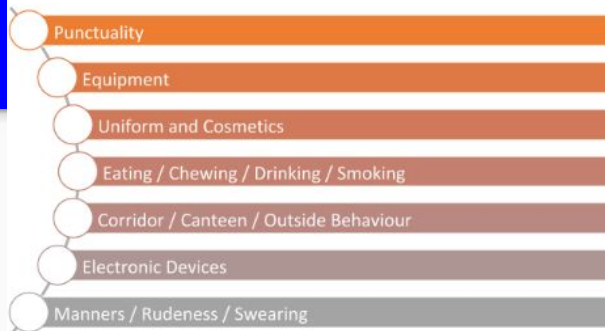 Punctuality
Equipment
Uniform and Cosmetics
Eating / Chewing / Drinking / Smoking
Corridor / Canteen / Outside Behaviour
Electronic Devices
Manners / Rudeness / Swearing